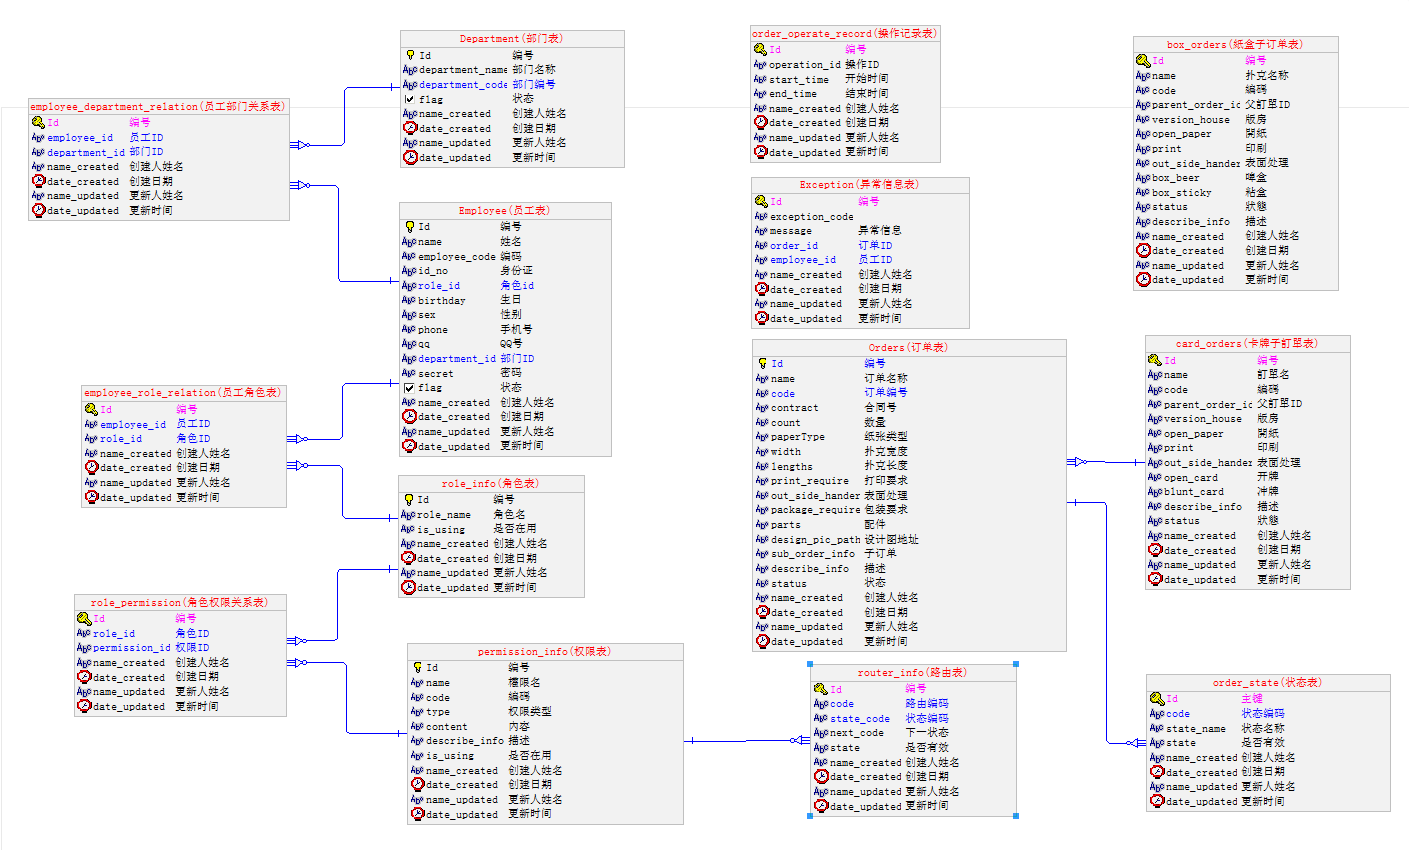 Department(部门表)
Id 编号
department_name 部门名称
department_code 部门编号
flag 状态
name_created 创建人姓名
date_created 创建日期
name_updated 更新人姓名
date_updated 更新时间
employee_department_relation(员工部门关系表)
Id 编号
employee_id 员工ID
department_id 部门ID
name_created 创建人姓名
date_created 创建日期
name_updated 更新人姓名
date_updated 更新时间
Employee(员工表)
Id 编号
name 姓名
employee_code 编码
id_no 身份证
role_id 角色id
birthday 生日
sex 性别
phone 手机号
qq QQ号
department_id 部门ID
secret 密码
flag 状态
name_created 创建人姓名
date_created 创建日期
name_updated 更新人姓名
date_updated 更新时间
employee_role_relation(员工角色表)
Id 编号
employee_id 员工ID
role_id 角色ID
name_created 创建人姓名
date_created 创建日期
name_updated 更新人姓名
date_updated 更新时间
role_info(角色表)
Id 编号
role_name 角色名
is_using 是否在用
name_created 创建人姓名
date_created 创建日期
name_updated 更新人姓名
date_updated 更新时间
role_permission(角色权限关系表)
Id 编号
role_id 角色ID
permission_id 权限ID
name_created 创建人姓名
date_created 创建日期
name_updated 更新人姓名
date_updated 更新时间
permission_info(权限表)
Id 编号
name 權限名
code 编碼
type 权限类型
content 内容
describe_info 描述
is_using 是否在用
name_created 创建人姓名
date_created 创建日期
name_updated 更新人姓名
date_updated 更新时间
order_operate_record(操作记录表)
Id 编号
operation_id 操作ID
start_time 开始时间
end_time 结束时间
name_created 创建人姓名
date_created 创建日期
name_updated 更新人姓名
date_updated 更新时间
Exception(异常信息表)
Id 编号
exception_code
message 异常信息
order_id 订单ID
employee_id 员工ID
name_created 创建人姓名
date_created 创建日期
name_updated 更新人姓名
date_updated 更新时间
Orders(订单表)
Id 编号
name 订单名称
code 订单编号
contract 合同号
count 数量
paperType 纸张类型
width 扑克宽度
lengths 扑克长度
print_require 打印要求
out_side_hander 表面处理
package_require 包装要求
parts 配件
design_pic_path 设计图地址
sub_order_info 子订单
describe_info 描述
status 状态
name_created 创建人姓名
date_created 创建日期
name_updated 更新人姓名
date_updated 更新时间
router_info(路由表)
Id 编号
code 路由编码
state_code 状态编码
next_code 下一状态
state 是否有效
name_created 创建人姓名
date_created 创建日期
name_updated 更新人姓名
date_updated 更新时间
box_orders(紙盒子订单表)
Id 编号
name 扑克名称
code 编碼
parent_order_id 父訂單ID
version_house 版房
open_paper 開紙
print 印刷
out_side_hander 表面处理
box_beer 啤盒
box_sticky 粘盒
status 狀態
describe_info 描述
name_created 创建人姓名
date_created 创建日期
name_updated 更新人姓名
date_updated 更新时间
card_orders(卡牌子訂單表)
Id 编号
name 訂單名
code 编碼
parent_order_id 父訂單ID
version_house 版房
open_paper 開紙
print 印刷
out_side_hander 表面处理
open_card 开牌
blunt_card 冲牌
describe_info 描述
status 狀態
name_created 创建人姓名
date_created 创建日期
name_updated 更新人姓名
date_updated 更新时间
order_state(状态表)
Id 主键
code 状态编码
state_name 状态名称
state 是否有效
name_created 创建人姓名
date_created 创建日期
name_updated 更新人姓名
date_updated 更新时间